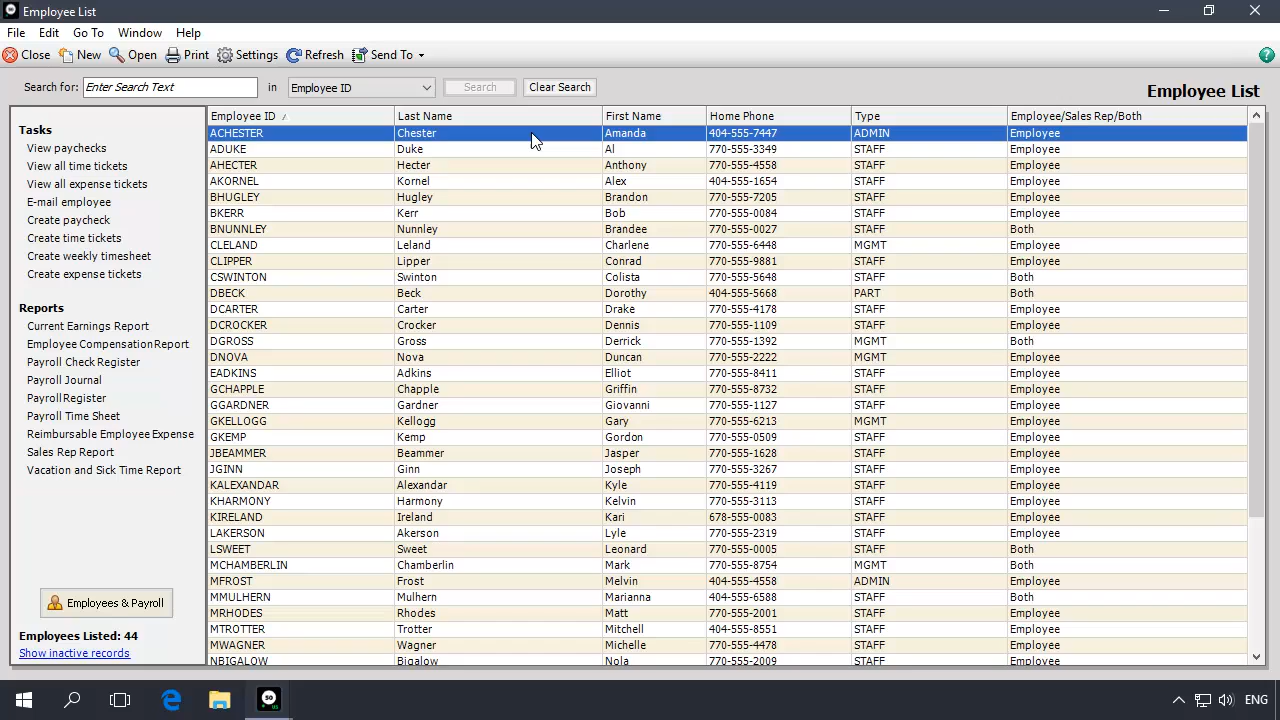 Employee List
File Edit Go To Window Help
Close New Open Print Settings Refresh Send To
Search for: Enter Search Text in Employee ID Search Clear Search Employee List
Tasks
View paychecks
View all time tickets
View all expense tickets
E-mail employee
Create paycheck
Create time tickets
Create weekly timesheet
Create expense tickets
Reports
Current Earnings Report
Employee Compensation Report
Payroll Check Register
Payroll Journal
Payroll Register
Payroll Time Sheet
Reimbursable Employee Expense
Sales Rep Report
Vacation and Sick Time Report
Employees & Payroll
Employees Listed: 44
Show inactive records
Employee ID Last Name First Name Home Phone Type Employee/Sales Rep/Both
ACHESTER Chester Amanda 404-555-7447 ADMIN Employee
ADUKE Duke Al 770-555-3349 STAFF Employee
AHECTER Hecter Anthony 770-555-4558 STAFF Employee
AKORNEL Kornel Alex 404-555-1654 STAFF Employee
BHUGLEY Hugley Brandon 770-555-7205 STAFF Employee
BKERR Kerr Bob 770-555-0084 STAFF Employee
BNUNNLEY Nunnley Brandee 770-555-0027 STAFF Both
CLELAND Leland Charlene 770-555-6448 MGMT Employee
CLIPPER Lipper Conrad 770-555-9881 STAFF Employee
CSWINTON Swinton Colista 770-555-5648 STAFF Both
DBECK Beck Dorothy 404-555-5668 PART Both
DCARTER Carter Drake 770-555-4178 STAFF Employee
DCROCKER Crocker Dennis 770-555-1109 STAFF Employee
DGROSS Gross Derrick 770-555-1392 MGMT Both
DNOVA Nova Duncan 770-555-2222 MGMT Employee
EADKINS Adkins Elliot 770-555-8411 STAFF Employee
GCHAPPLE Chapple Griffin 770-555-8732 STAFF Employee
GGARDNER Gardner Giovanni 770-555-1127 STAFF Employee
GKELLOGG Kellogg Gary 770-555-6213 MGMT Employee
GKEMP Kemp Gordon 770-555-0509 STAFF Employee
JBEAMMER Beammer Jasper 770-555-1628 STAFF Employee
JGINN Ginn Joseph 770-555-3267 STAFF Employee
KALEXANDAR Alexandar Kyle 770-555-4119 STAFF Employee
KHARMONY Harmony Kelvin 770-555-3113 STAFF Employee
KIRELAND Ireland Kari 678-555-0083 STAFF Employee
LAKERSON Akerson Lyle 770-555-2319 STAFF Employee
LSWEET Sweet Leonard 770-555-0005 STAFF Both
MCHAMBERLIN Chamberlin Mark 770-555-8754 MGMT Both
MFROST Frost Melvin 404-555-4558 ADMIN Employee
MMULHERN Mulhern Marianna 404-555-6588 STAFF Both
MRHODES Rhodes Matt 770-555-2001 STAFF Employee
MTROTTER Trotter Mitchell 404-555-8551 STAFF Employee
MWAGNER Wagner Michelle 770-555-4478 STAFF Employee
NBIGALOW Bigalow Nola 770-555-2009 STAFF Employee
ENG